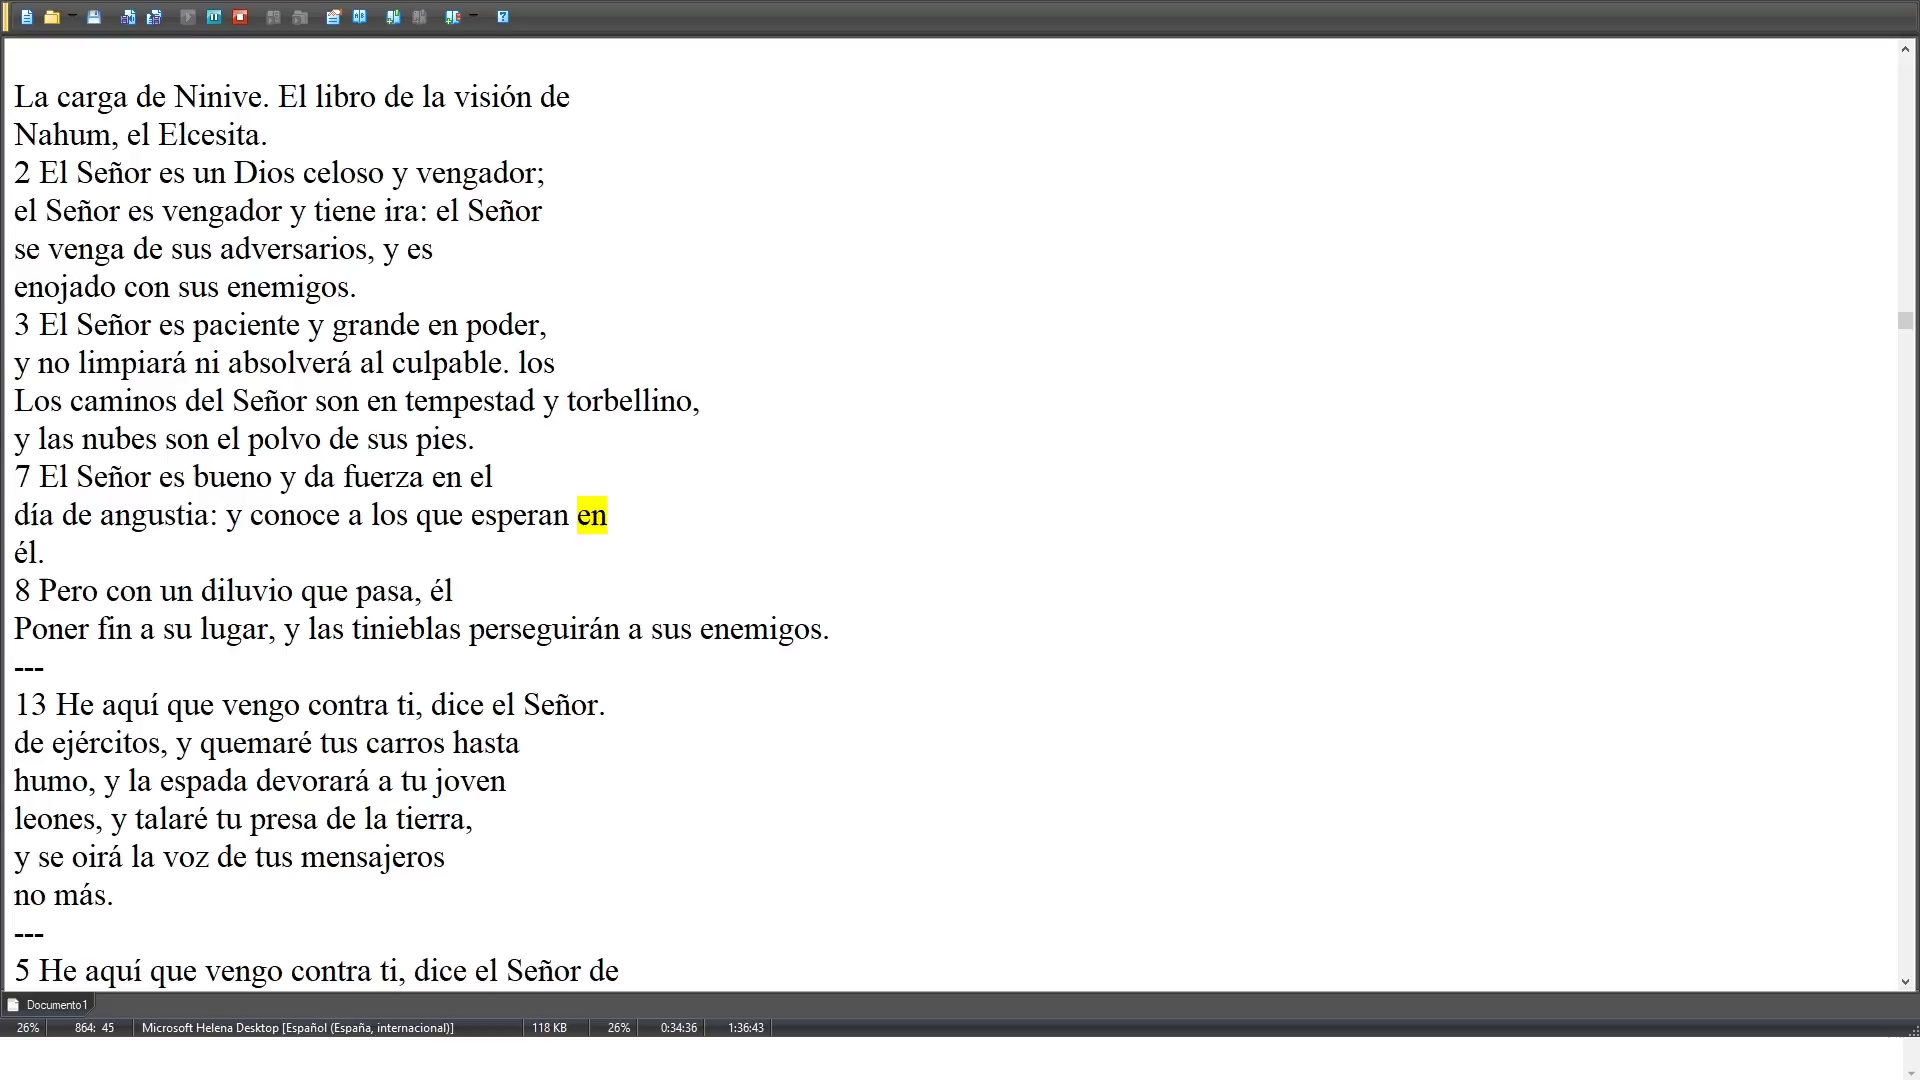 La carga de Ninive. El libro de la visión de
Nahum, el Elcesita.
2 El Señor es un Dios celoso y vengador;
el Señor es vengador y tiene ira: el Señor
se venga de sus adversarios, y es
enojado con sus enemigos.
3 El Señor es paciente y grande en poder,
y no limpiará ni absolverá al culpable. los
Los caminos del Señor son en tempestad y torbellino,
y las nubes son el polvo de sus pies.
7 El Señor es bueno y da fuerza en el
día de angustia: y conoce a los que esperan en
él.
8 Pero con un diluvio que pasa, él
Poner fin a su lugar, y las tinieblas perseguirán a sus enemigos.
---
13 He aquí que vengo contra ti, dice el Señor.
de ejércitos, y quemaré tus carros hasta
humo, y la espada devorará a tu joven
leones, y talaré tu presa de la tierra,
y se oirá la voz de tus mensajeros
no más.
---
5 He aquí que vengo contra ti, dice el Señor de
Documento1
26% 864: 45 Microsoft Helena Desktop [Español (España, internacional)] 118 KB 26% 0:34:36 1:36:43